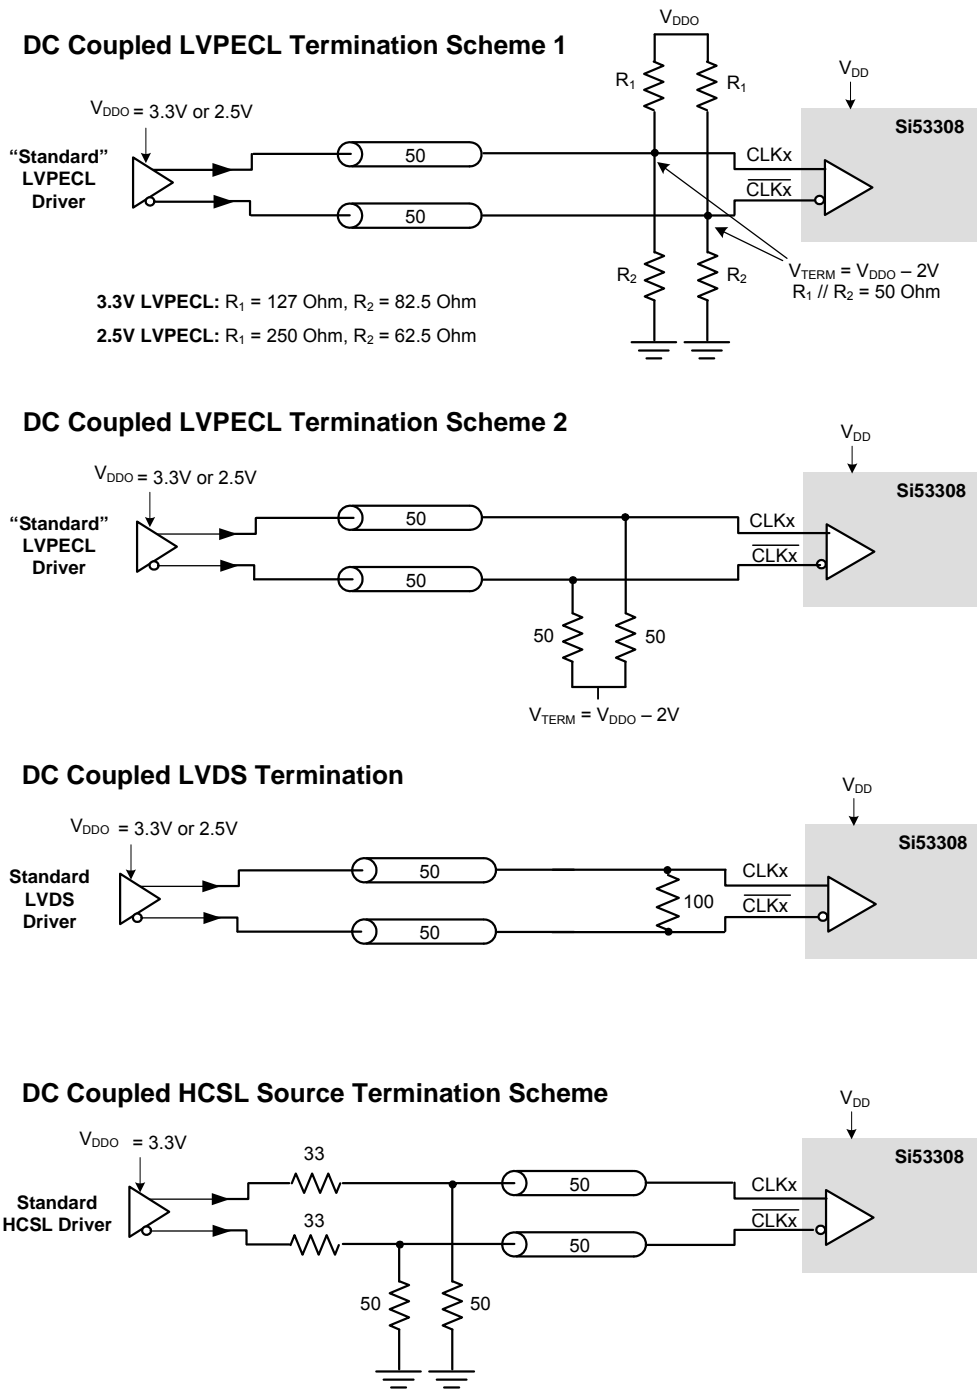 DC Coupled LVPECL Termination Scheme 1
VDDO
VDD
R1
R1
VDDO = 3.3V or 2.5V
Si53308
“Standard”
LVPECL
Driver
50
CLKx
CLKx
50
R2
R2
VTERM = VDDO – 2V
R1 // R2 = 50 Ohm
3.3V LVPECL: R1 = 127 Ohm, R2 = 82.5 Ohm
2.5V LVPECL: R1 = 250 Ohm, R2 = 62.5 Ohm
DC Coupled LVPECL Termination Scheme 2
VDD
VDDO = 3.3V or 2.5V
Si53308
“Standard”
LVPECL
Driver
50
CLKx
CLKx
50
50
50
VTERM = VDDO – 2V
DC Coupled LVDS Termination
VDD
VDDO = 3.3V or 2.5V
Si53308
Standard
LVDS
Driver
50
CLKx
100
CLKx
50
DC Coupled HCSL Source Termination Scheme
VDD
VDDO = 3.3V
Si53308
33
Standard
HCSL Driver
50
CLKx
33
CLKx
50
50
50